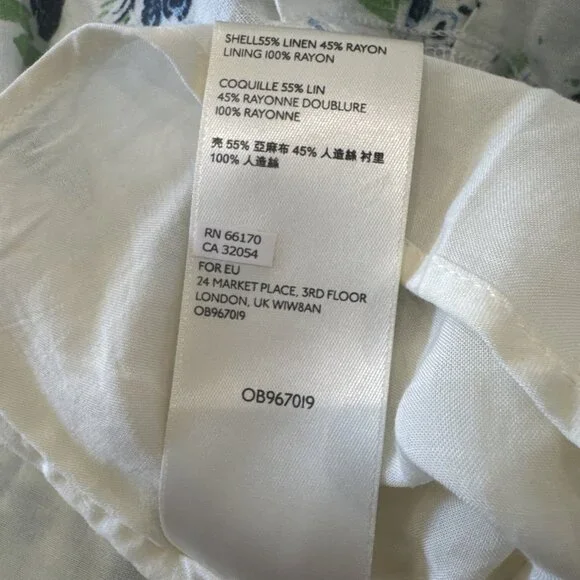 SHELL55% LINEN 45% RAYON
LINING 100% RAYON
COQUILLE 55% LIN
45% RAYONNE DOUBLURE
100% RAYONNE
壳 55% 亞麻布 45% 人造絲 衬里
100% 人造絲
RN 66170
CA 32054
FOR EU
24 MARKET PLACE, 3RD FLOOR
LONDON, UK W1W8AN
OB967019
OB967019